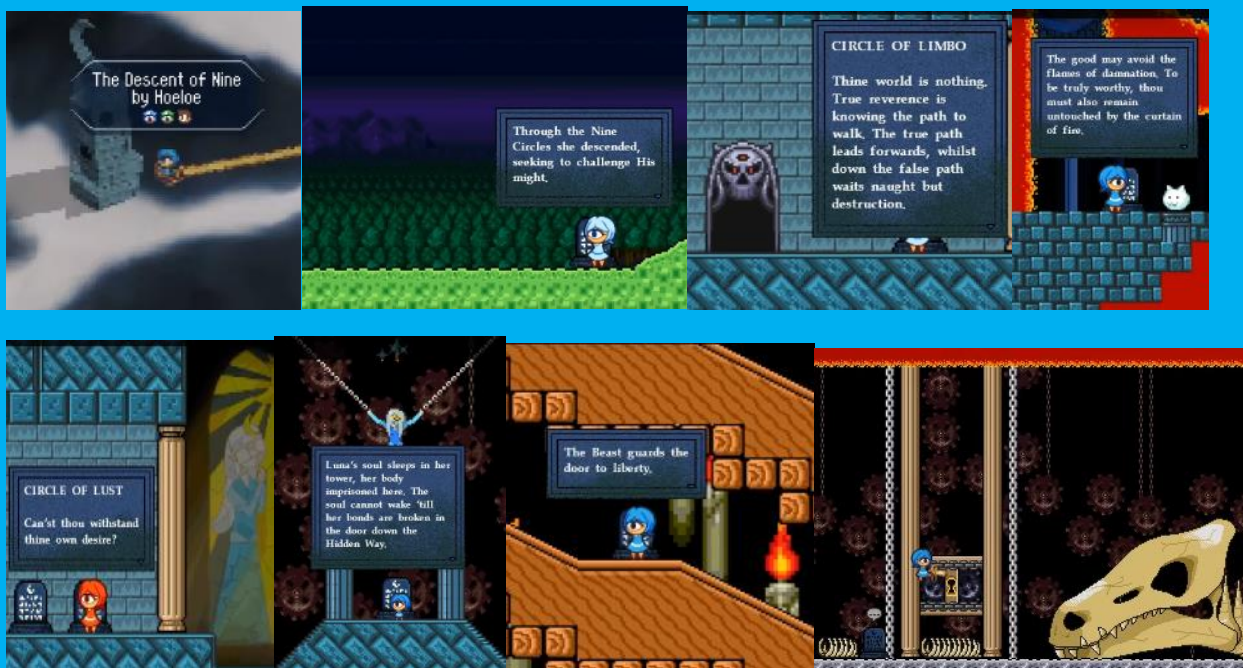 The Descent of Nine
by Hoeloe
Through the Nine
Circles she descended,
seeking to challenge His
might.
CIRCLE OF LIMBO
Thine world is nothing.
True reverence is
knowing the path to
walk. The true path
leads forwards, whilst
down the false path
waits naught but
destruction.
The good may avoid the
flames of damnation. To
be truly worthy, thou
must also remain
untouched by the curtain
of fire.
CIRCLE OF LUST
Can'st thou withstand
thine own desire?
Luna's soul sleeps in her
tower, her body
imprisoned here. The
soul cannot wake 'till
her bonds are broken in
the door down the
Hidden Way.
The Beast guards the
door to liberty.